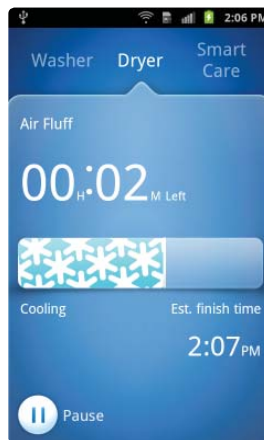 2:06 PM
Washer Dryer Smart Care
Air Fluff
00H:02M Left
Cooling Est. finish time
2:07PM
Pause